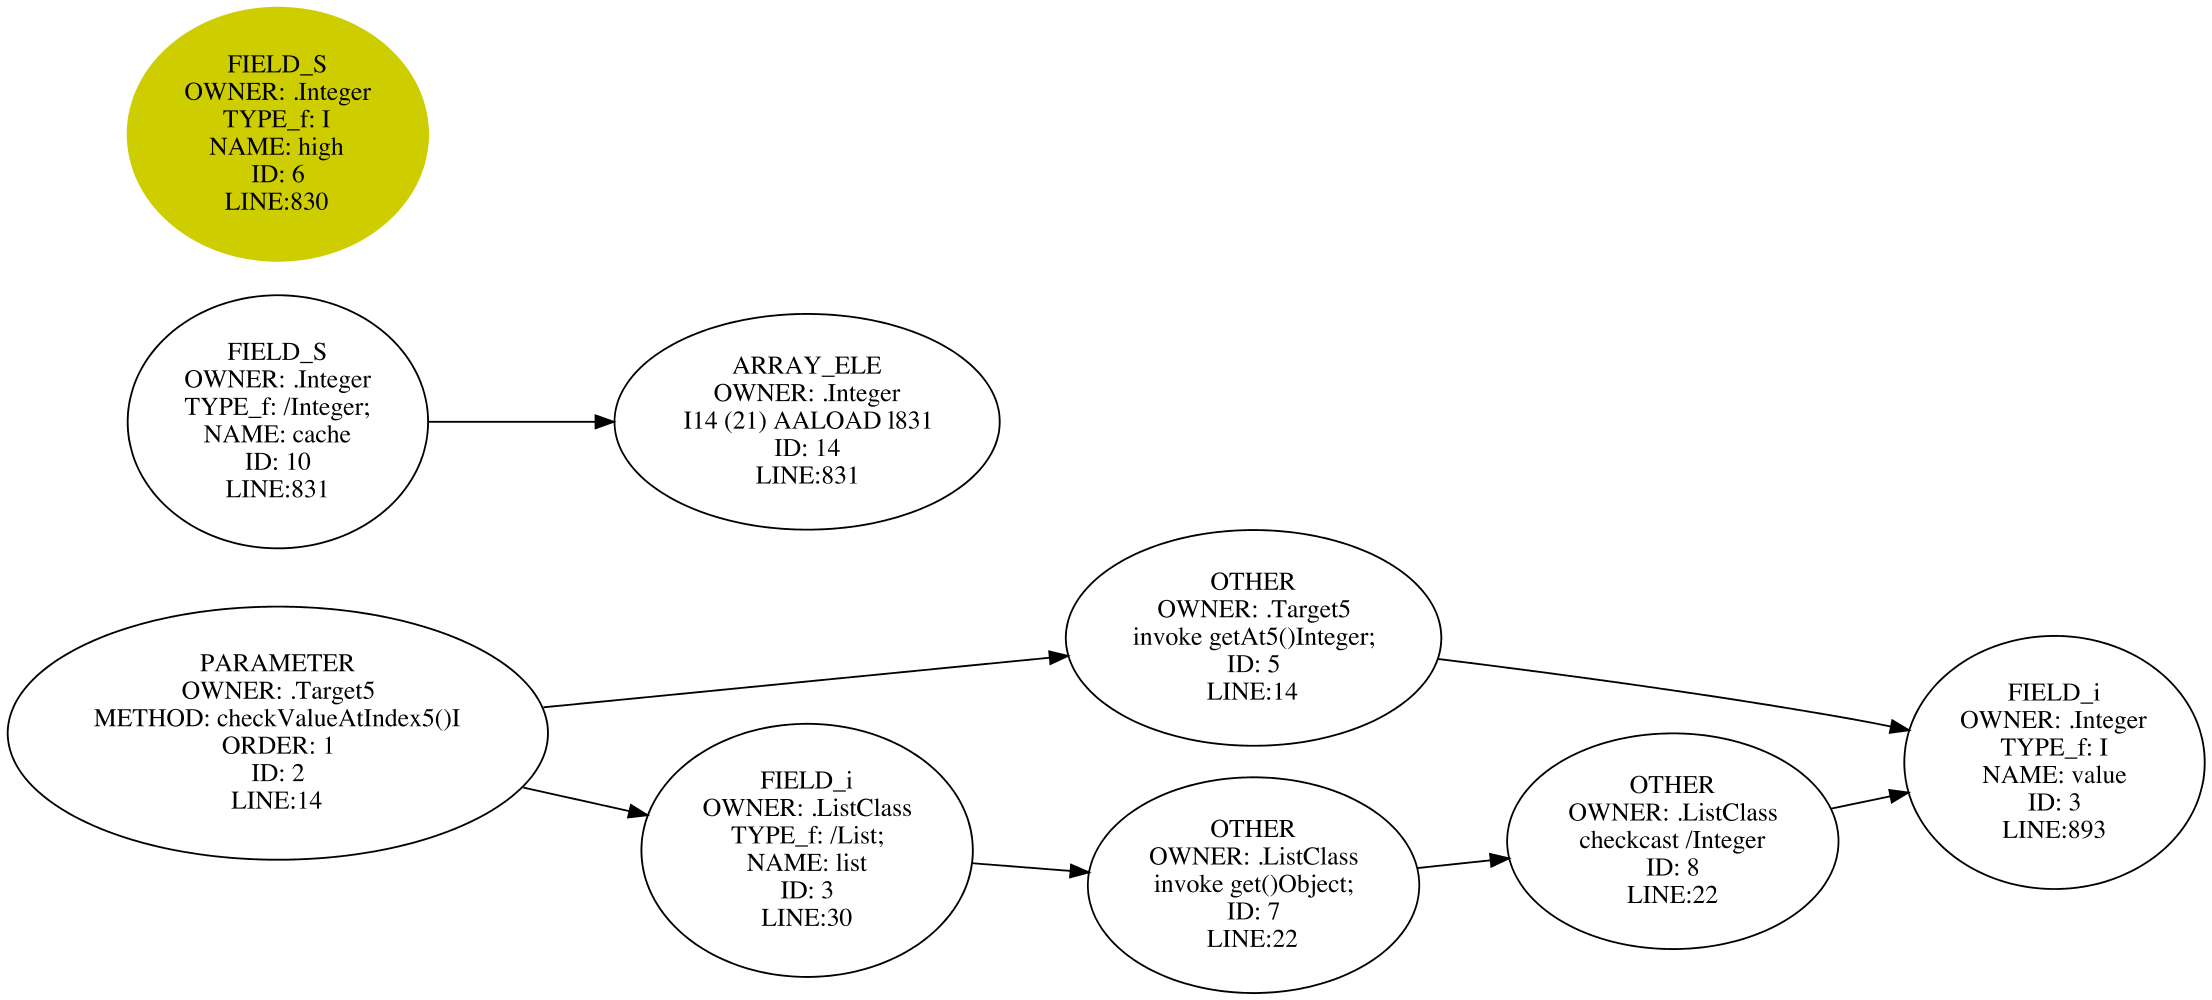 FIELD_S
OWNER: .Integer
TYPE_f: I
NAME: high
ID: 6
LINE:830
FIELD_S
OWNER: .Integer
TYPE_f: /Integer;
NAME: cache
ID: 10
LINE:831
ARRAY_ELE
OWNER: .Integer
I14 (21) AALOAD l831
ID: 14
LINE:831
PARAMETER
OWNER: .Target5
METHOD: checkValueAtIndex5()I
ORDER: 1
ID: 2
LINE:14
OTHER
OWNER: .Target5
invoke getAt5()Integer;
ID: 5
LINE:14
FIELD_i
OWNER: .ListClass
TYPE_f: /List;
NAME: list
ID: 3
LINE:30
OTHER
OWNER: .ListClass
invoke get()Object;
ID: 7
LINE:22
OTHER
OWNER: .ListClass
checkcast /Integer
ID: 8
LINE:22
FIELD_i
OWNER: .Integer
TYPE_f: I
NAME: value
ID: 3
LINE:893